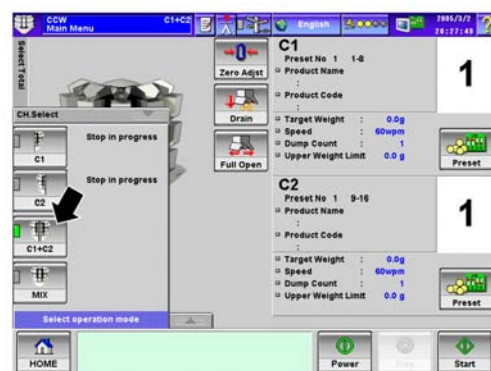 CCW
Main Menu
C1+C2
English
2005/2/2
20:27:49
?
Select Total
Zero Adjst
Drain
Full Open
CH.Select
Stop in progress
C1
Stop in progress
C2
C1+C2
MIX
Select operation mode
C1
Preset No 1 1-8
Product Name
:
Product Code
:
Target Weight : 0.0g
Speed : 60wpm
Dump Count : 1
Upper Weight Limit 0.0 g
1
Preset
C2
Preset No 1 9-16
Product Name
:
Product Code
:
Target Weight : 0.0g
Speed : 60wpm
Dump Count : 1
Upper Weight Limit 0.0 g
1
Preset
HOME
Power
Start